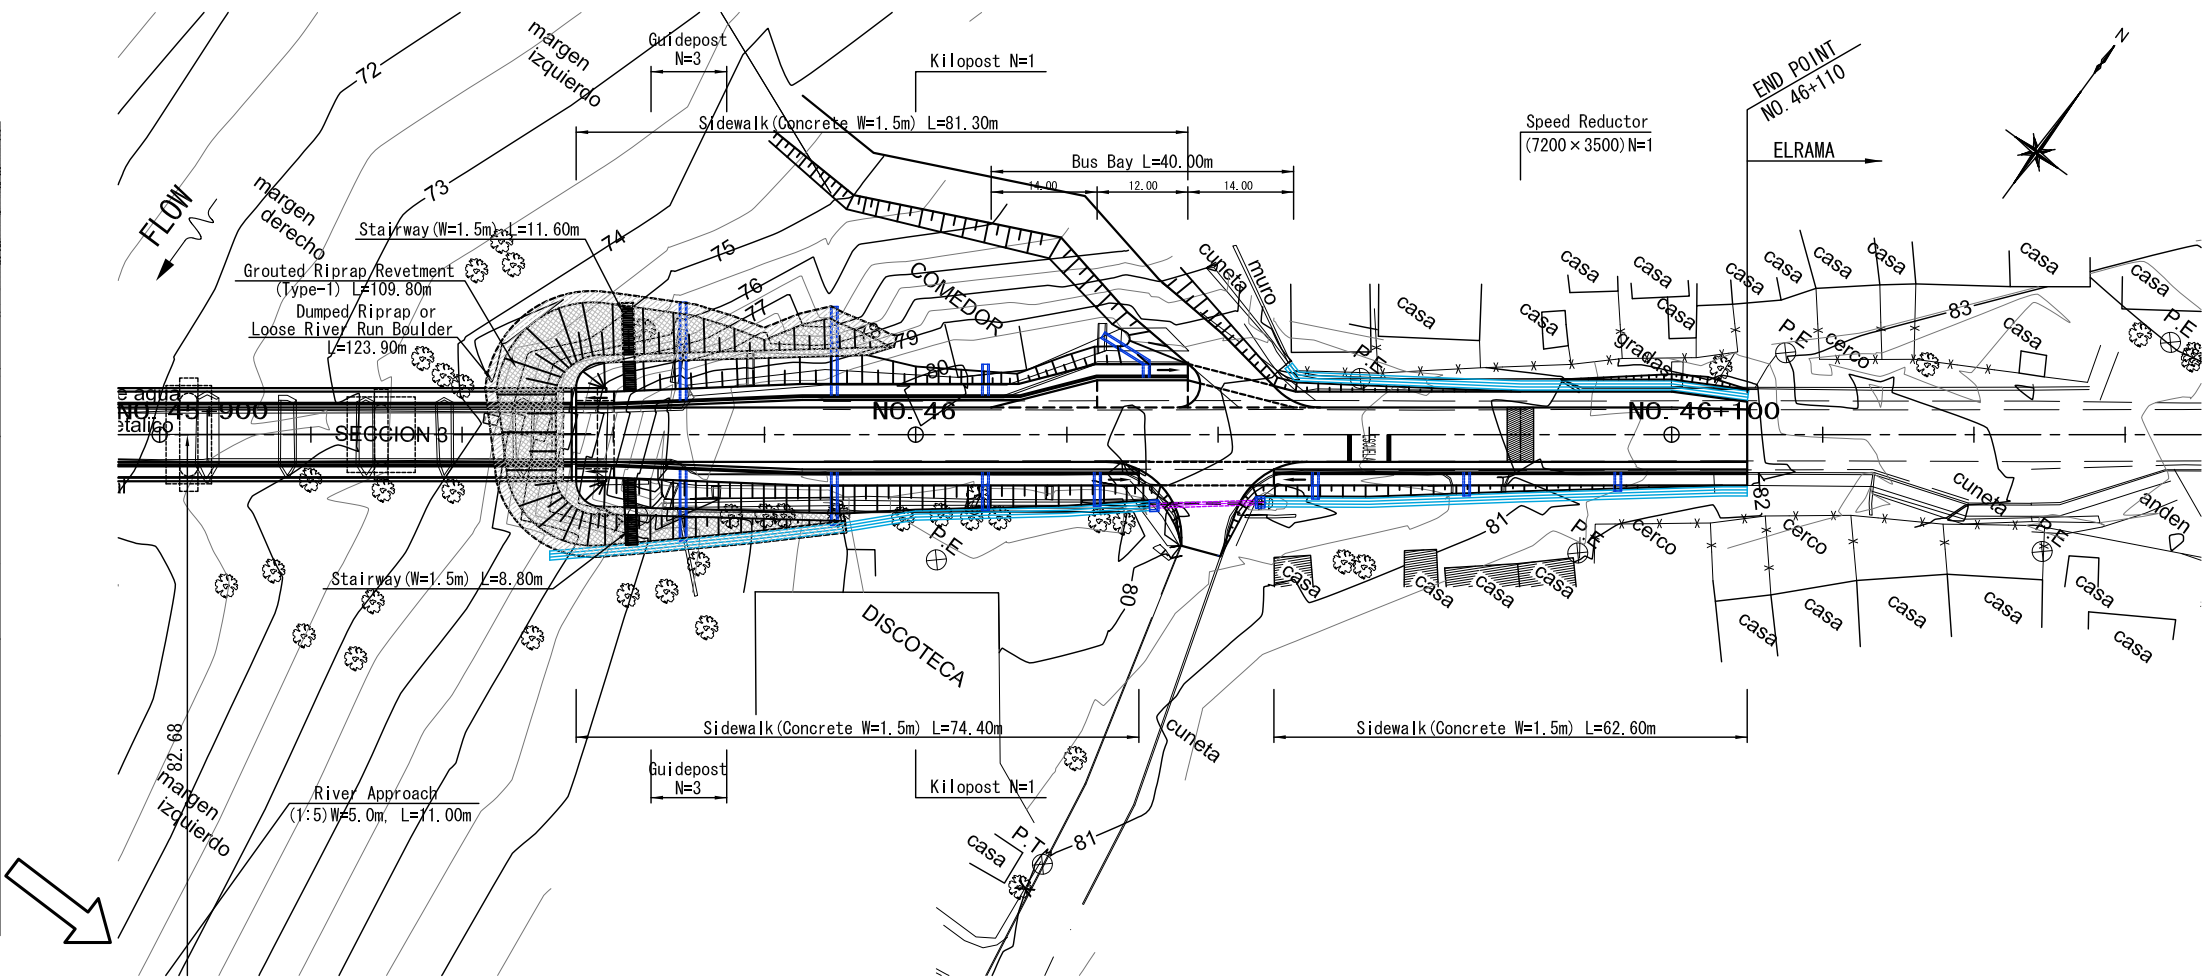 margen
izquierdo
Guidepost
N=3
Kilopost N=1
END POINT
NO. 46+110
N
72
Sidewalk(Concrete W=1.5m) L=81.30m
Speed Reductor
(7200×3500)N=1
ELRAMA
Bus Bay L=40.00m
14.00
12.00
14.00
73
margen
derecho
FLOW
Stairway(W=1.5m) L=11.60m
74
75
76
77
79
80
Grouted Riprap Revetment
(Type-1) L=109.80m
Dumped Riprap or
Loose River Run Boulder
L=123.90m
COMEDOR
cuneta
muro
casa
casa
casa
casa
casa
casa
casa
casa
casa
casa
casa
casa
83
P.E
P.E
P.E
gradas
cerco
NO. 45+900
SECCION 3
NO. 46
NO. 46+100
ESCUELA
82
cuneta
anden
P.E
P.E
P.E
cerco
cerco
81
80
Stairway(W=1.5m) L=8.80m
DISCOTECA
casa
casa
casa
casa
casa
casa
casa
casa
casa
casa
Sidewalk(Concrete W=1.5m) L=74.40m
Sidewalk(Concrete W=1.5m) L=62.60m
cuneta
82.68
margen
izquierdo
Guidepost
N=3
Kilopost N=1
River Approach
(1:5)W=5.0m, L=11.00m
P.T
81
casa